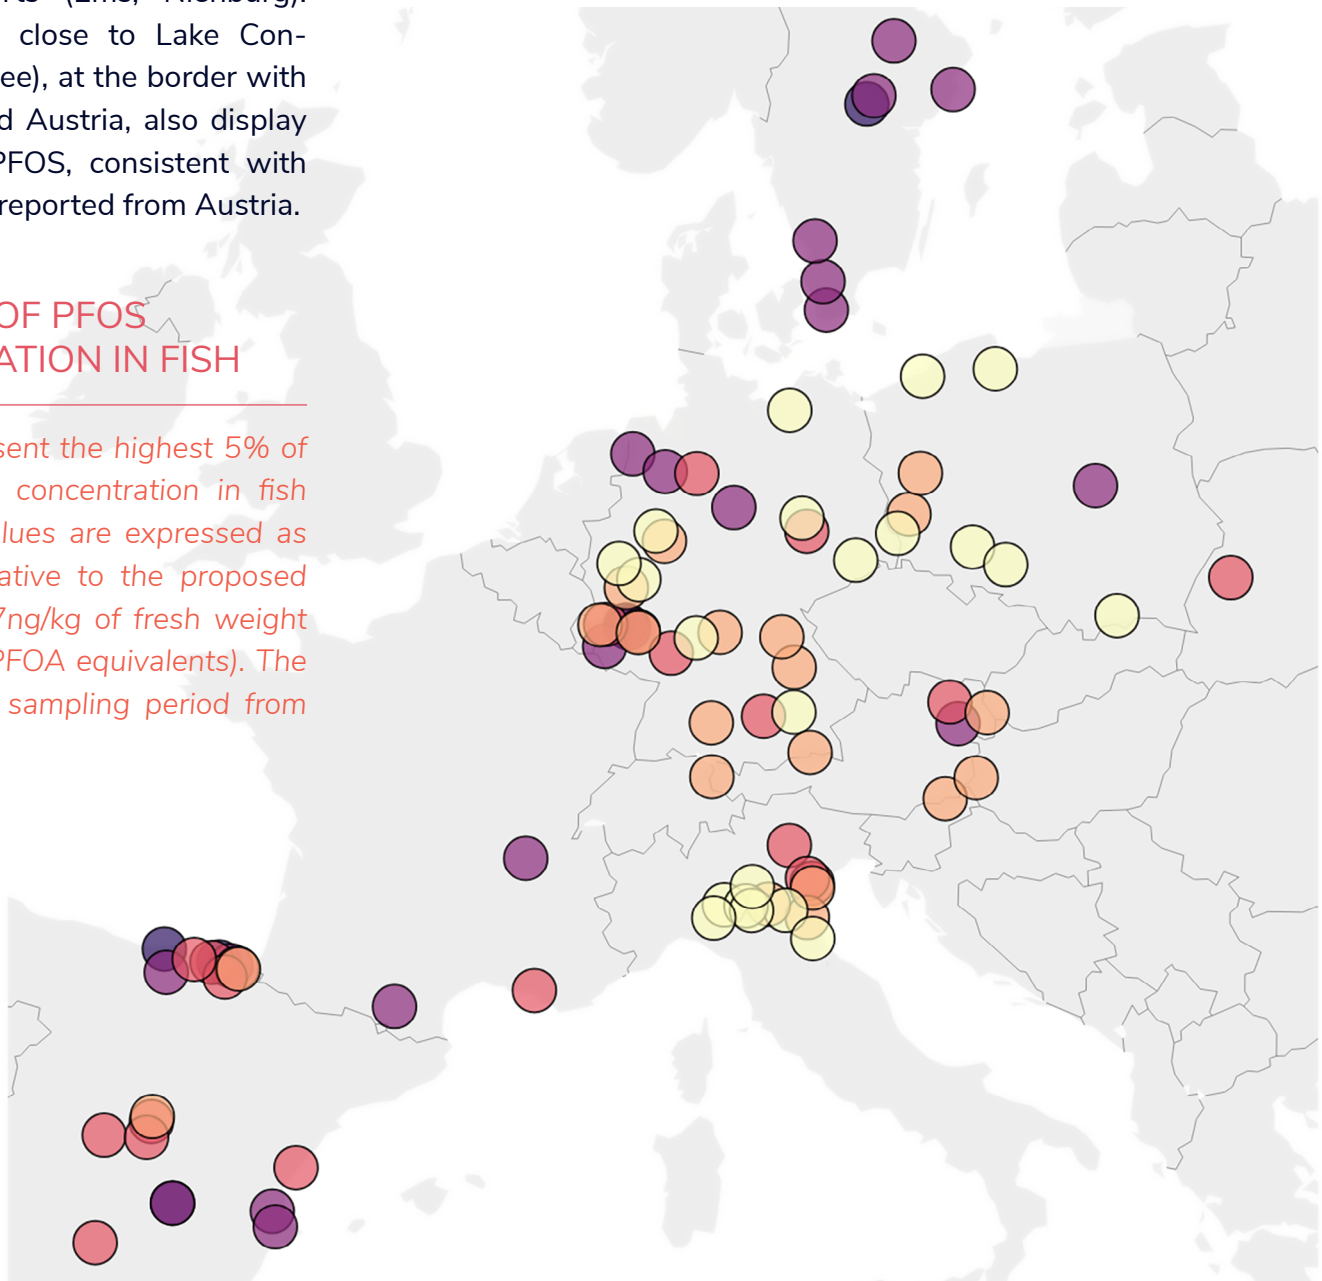 close to Lake Con-
ee), at the border with
d Austria, also display
PFOS, consistent with
reported from Austria.
OF PFOS
ATION IN FISH
sent the highest 5% of
concentration in fish
lues are expressed as
ative to the proposed
7ng/kg of fresh weight
PFOA equivalents). The
sampling period from